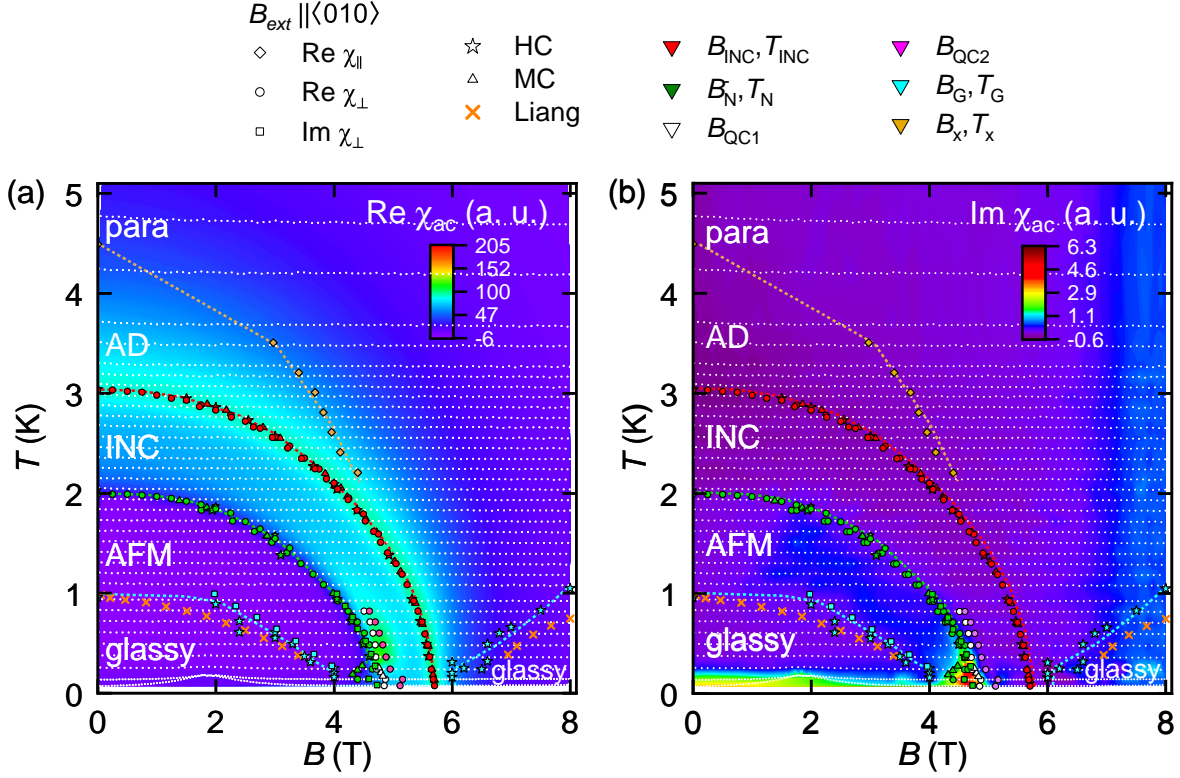 B_ext ||⟨010⟩
Re χ_||
Re χ_⊥
Im χ_⊥
HC
MC
Liang
B_INC, T_INC
B_N, T_N
B_QC1
B_QC2
B_G, T_G
B_x, T_x
(a)
Re χ_ac (a. u.)
205
152
100
47
-6
para
AD
INC
AFM
glassy
glassy
5
4
3
2
1
0
T (K)
0 2 4 6 8
B (T)
(b)
Im χ_ac (a. u.)
6.3
4.6
2.9
1.1
-0.6
para
AD
INC
AFM
glassy
glassy
5
4
3
2
1
0
T (K)
0 2 4 6 8
B (T)